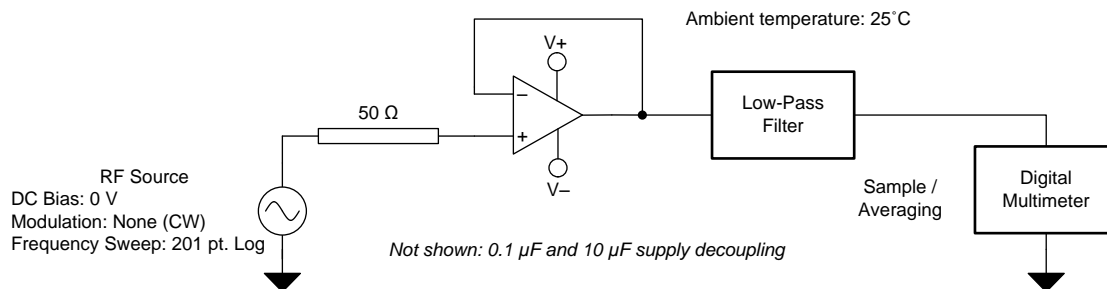 Ambient temperature: 25˚C
V+
−
Low-Pass
Filter
50 Ω
+
V−
RF Source
DC Bias: 0 V
Modulation: None (CW)
Frequency Sweep: 201 pt. Log
Sample /
Averaging
Digital
Multimeter
Not shown: 0.1 µF and 10 µF supply decoupling